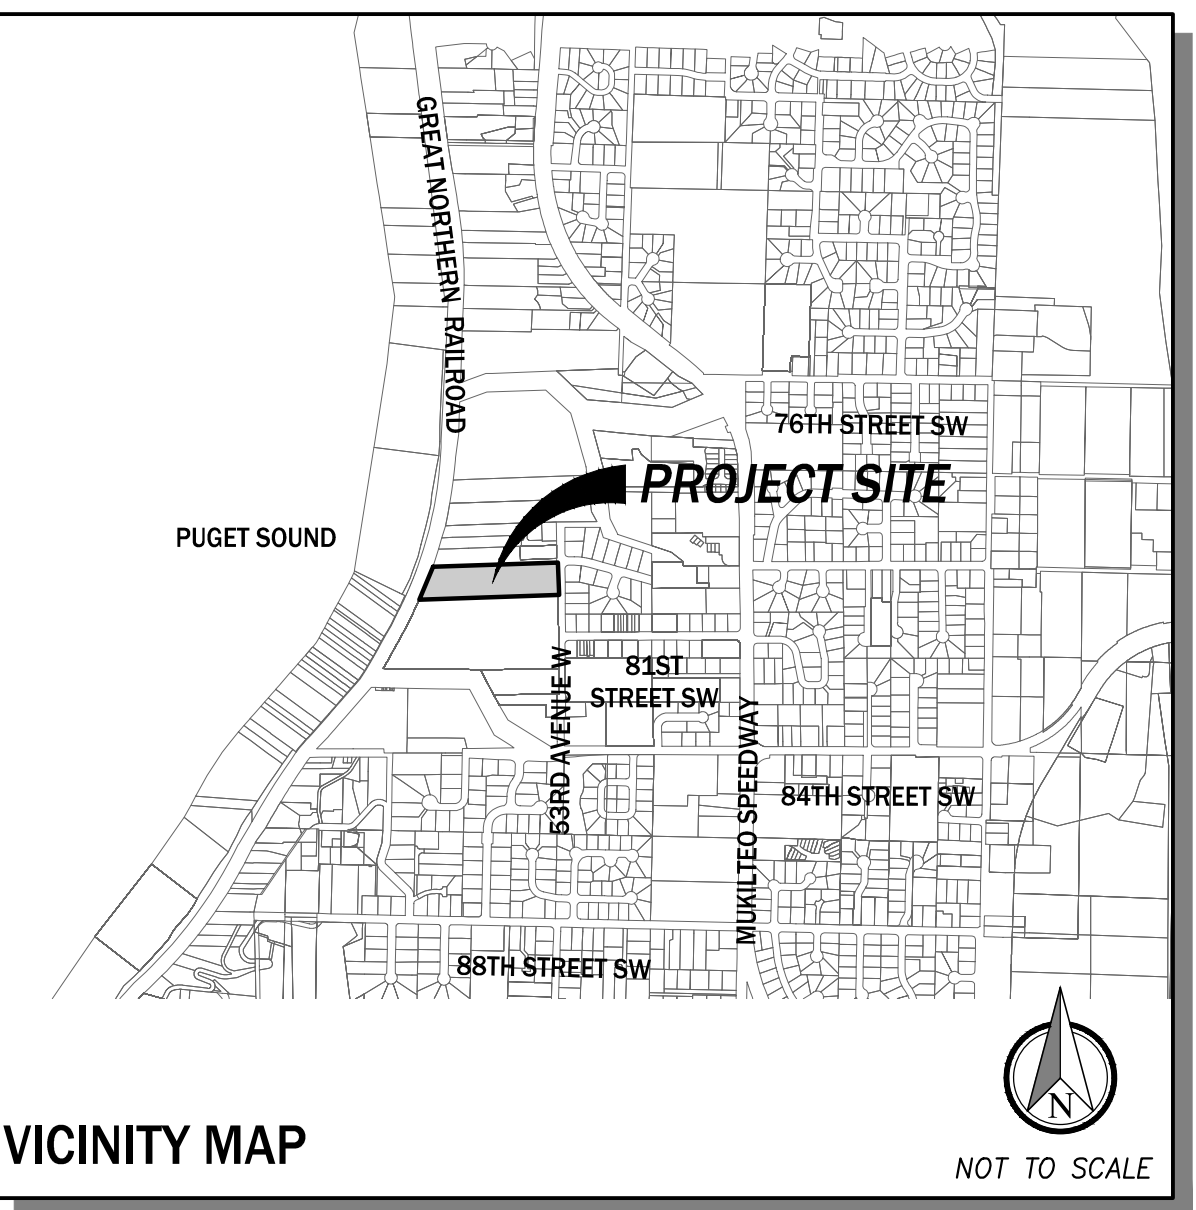 GREAT NORTHERN RAILROAD
76TH STREET SW
PROJECT SITE
PUGET SOUND
81ST
STREET SW
53RD AVENUE W
MUKILTEO SPEEDWAY
84TH STREET SW
88TH STREET SW
N
VICINITY MAP
NOT TO SCALE